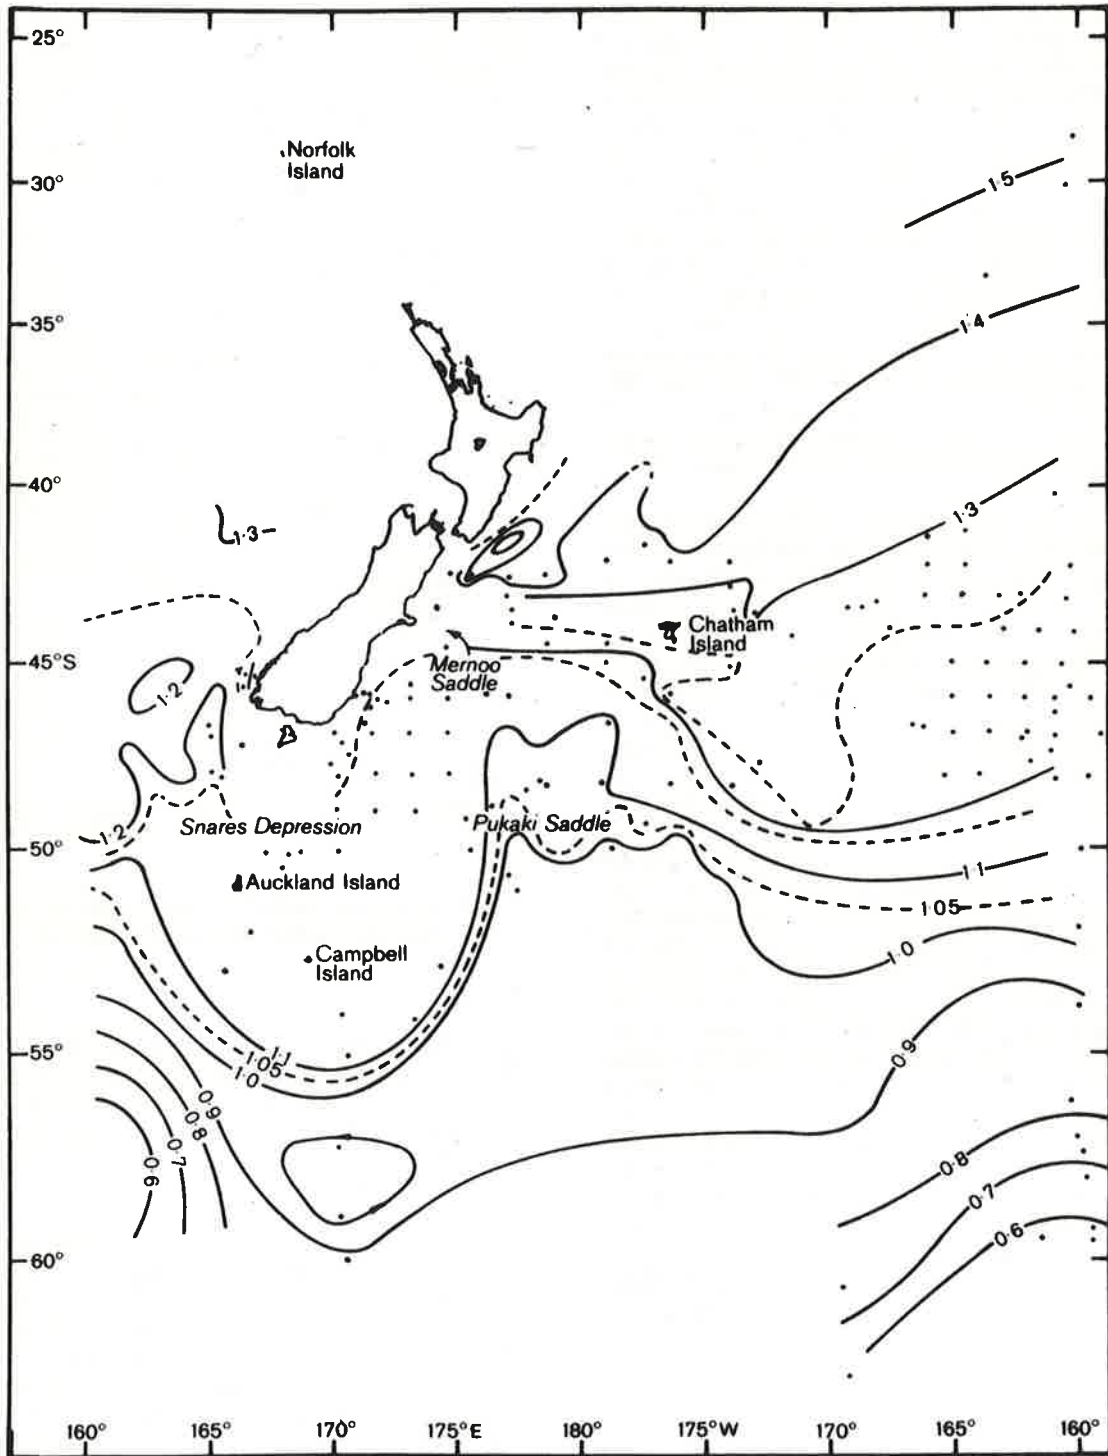 25°
Norfolk
Island
30°
1·5
35°
1·4
40°
1·3
1·3
Chatham
Island
45°S
Mernoo
Saddle
1·2
1·2
Snares Depression
Pukaki Saddle
50°
1·1
Auckland Island
1·05
Campbell
Island
1·0
55°
1·1
1·05
1·0
0·9
0·9
0·8
0·7
0·6
0·8
0·7
0·6
60°
160°
165°
170°
175°E
180°
175°W
170°
165°
160°